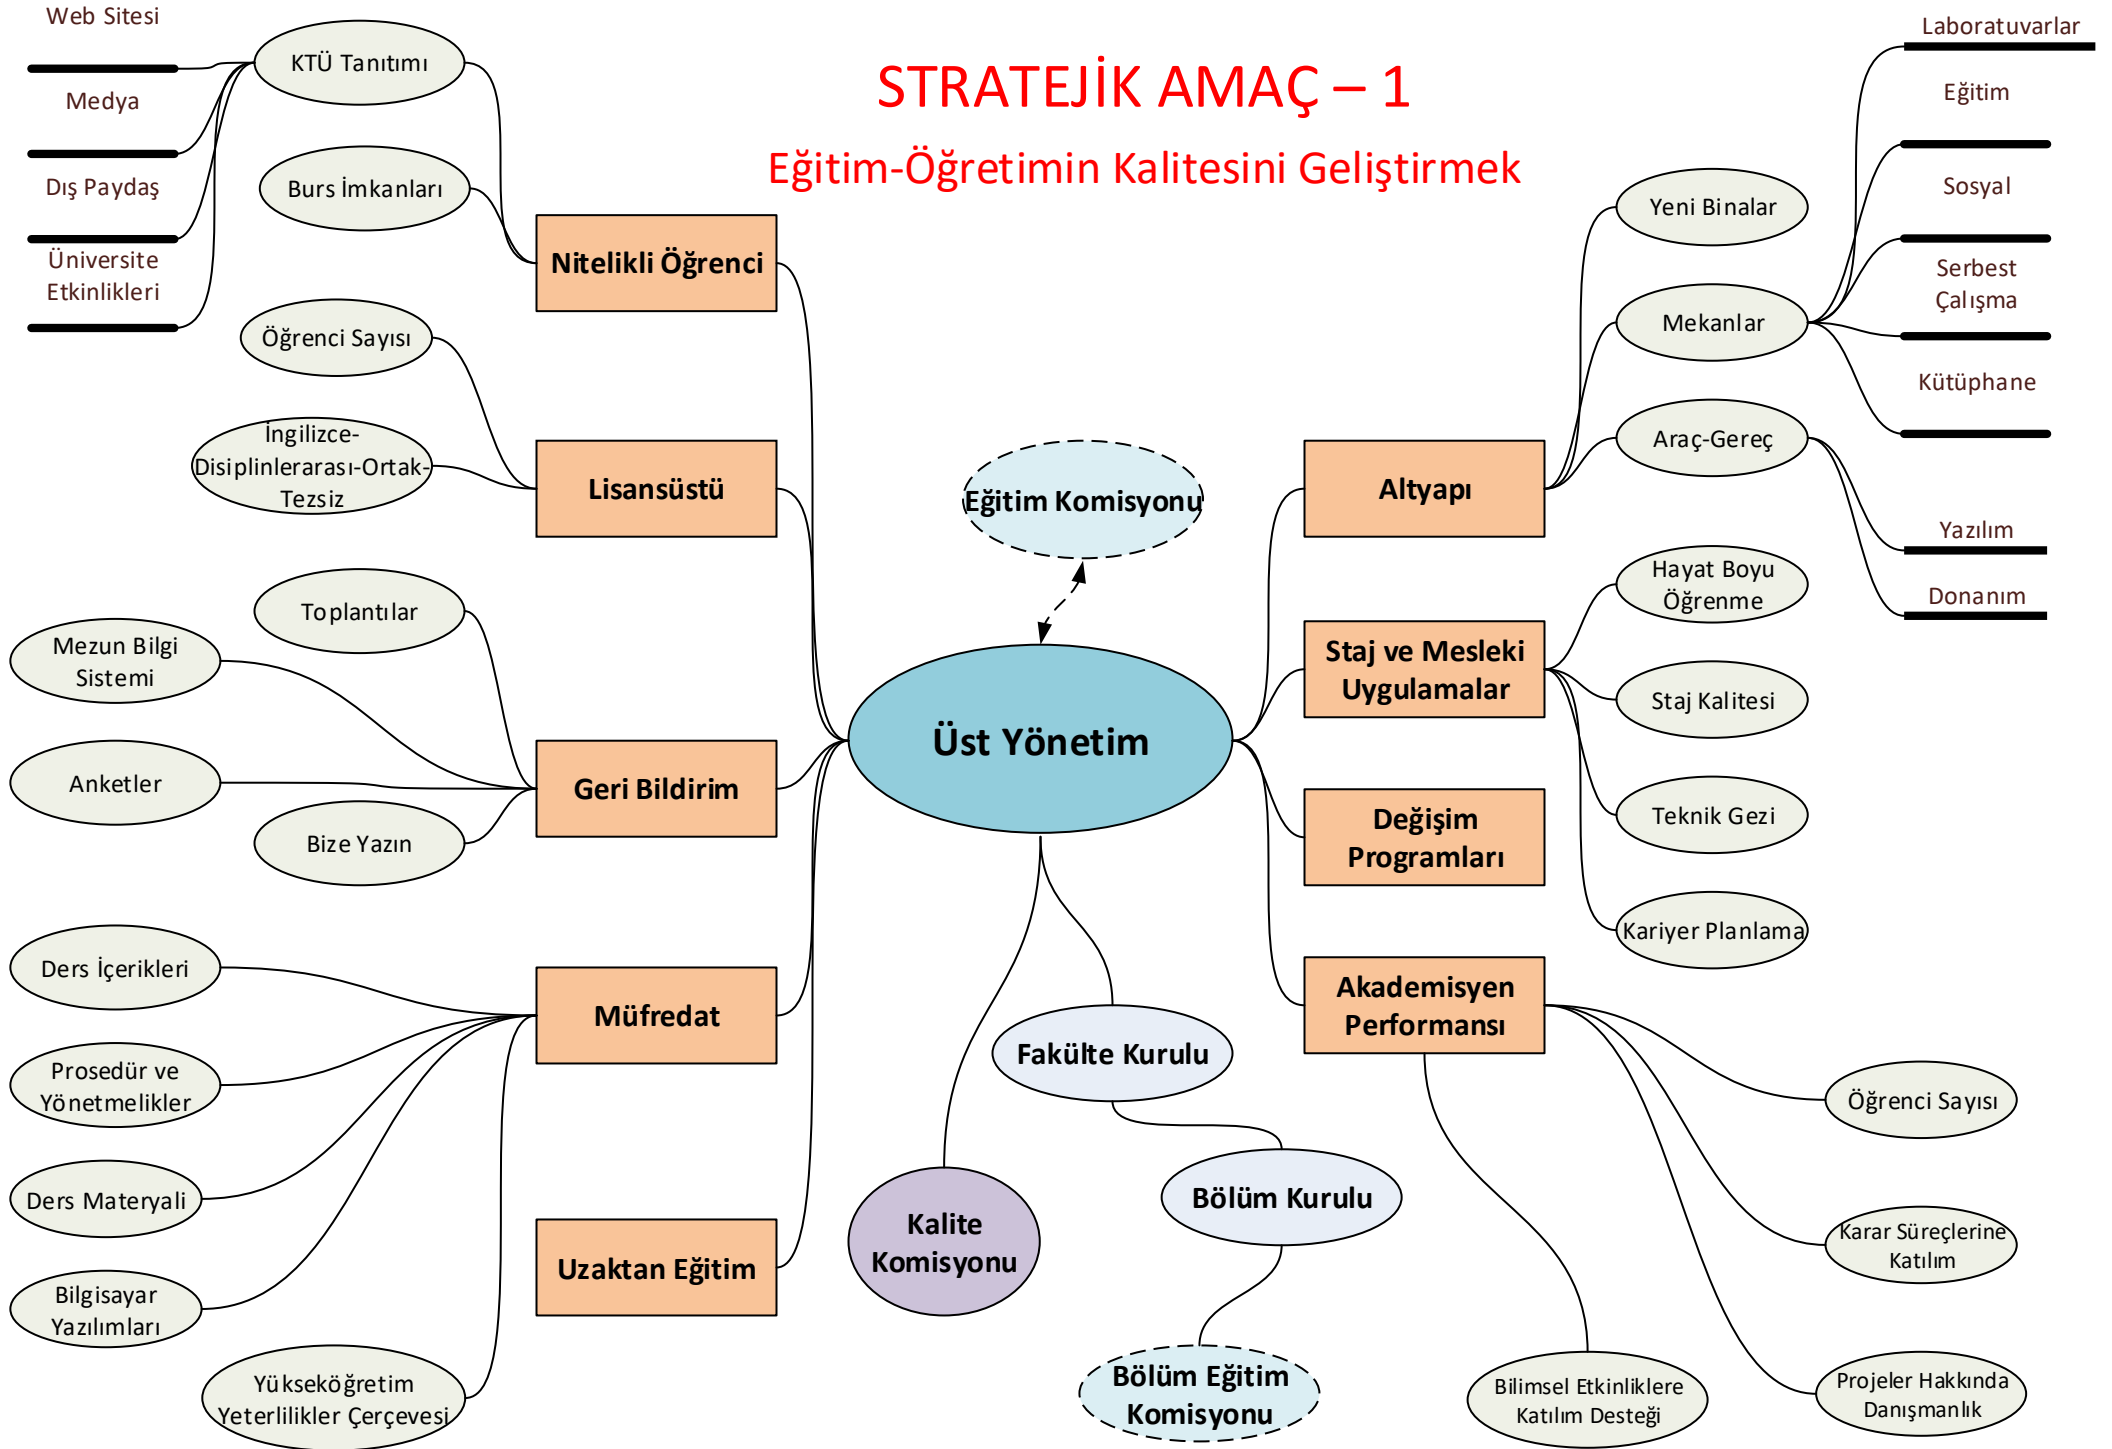 STRATEJİK AMAÇ – 1
Eğitim-Öğretimin Kalitesini Geliştirmek
Web Sitesi
Medya
Dış Paydaş
Üniversite
Etkinlikleri
KTÜ Tanıtımı
Burs İmkanları
Nitelikli Öğrenci
Öğrenci Sayısı
İngilizce-
Disiplinlerarası-Ortak-
Tezsiz
Lisansüstü
Toplantılar
Mezun Bilgi
Sistemi
Anketler
Bize Yazın
Geri Bildirim
Ders İçerikleri
Prosedür ve
Yönetmelikler
Ders Materyali
Bilgisayar
Yazılımları
Yükseköğretim
Yeterlilikler Çerçevesi
Müfredat
Uzaktan Eğitim
Eğitim Komisyonu
Üst Yönetim
Kalite
Komisyonu
Fakülte Kurulu
Bölüm Kurulu
Bölüm Eğitim
Komisyonu
Altyapı
Yeni Binalar
Mekanlar
Araç-Gereç
Laboratuvarlar
Eğitim
Sosyal
Serbest
Çalışma
Kütüphane
Yazılım
Donanım
Staj ve Mesleki
Uygulamalar
Hayat Boyu
Öğrenme
Staj Kalitesi
Teknik Gezi
Kariyer Planlama
Değişim
Programları
Akademisyen
Performansı
Öğrenci Sayısı
Karar Süreçlerine
Katılım
Projeler Hakkında
Danışmanlık
Bilimsel Etkinliklere
Katılım Desteği